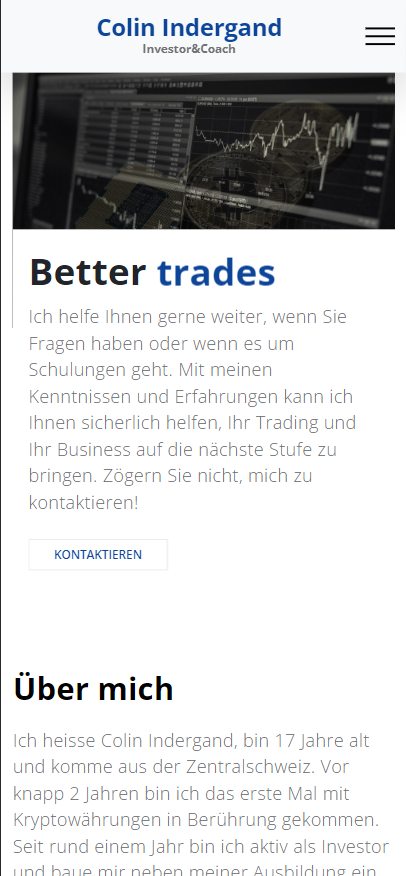 Colin Indergand
Investor&Coach
Better trades
Ich helfe Ihnen gerne weiter, wenn Sie
Fragen haben oder wenn es um
Schulungen geht. Mit meinen
Kenntnissen und Erfahrungen kann ich
Ihnen sicherlich helfen, Ihr Trading und
Ihr Business auf die nächste Stufe zu
bringen. Zögern Sie nicht, mich zu
kontaktieren!
KONTAKTIEREN
Über mich
Ich heisse Colin Indergand, bin 17 Jahre alt
und komme aus der Zentralschweiz. Vor
knapp 2 Jahren bin ich das erste Mal mit
Kryptowährungen in Berührung gekommen.
Seit rund einem Jahr bin ich aktiv als Investor
und baue mir neben meiner Ausbildung ein